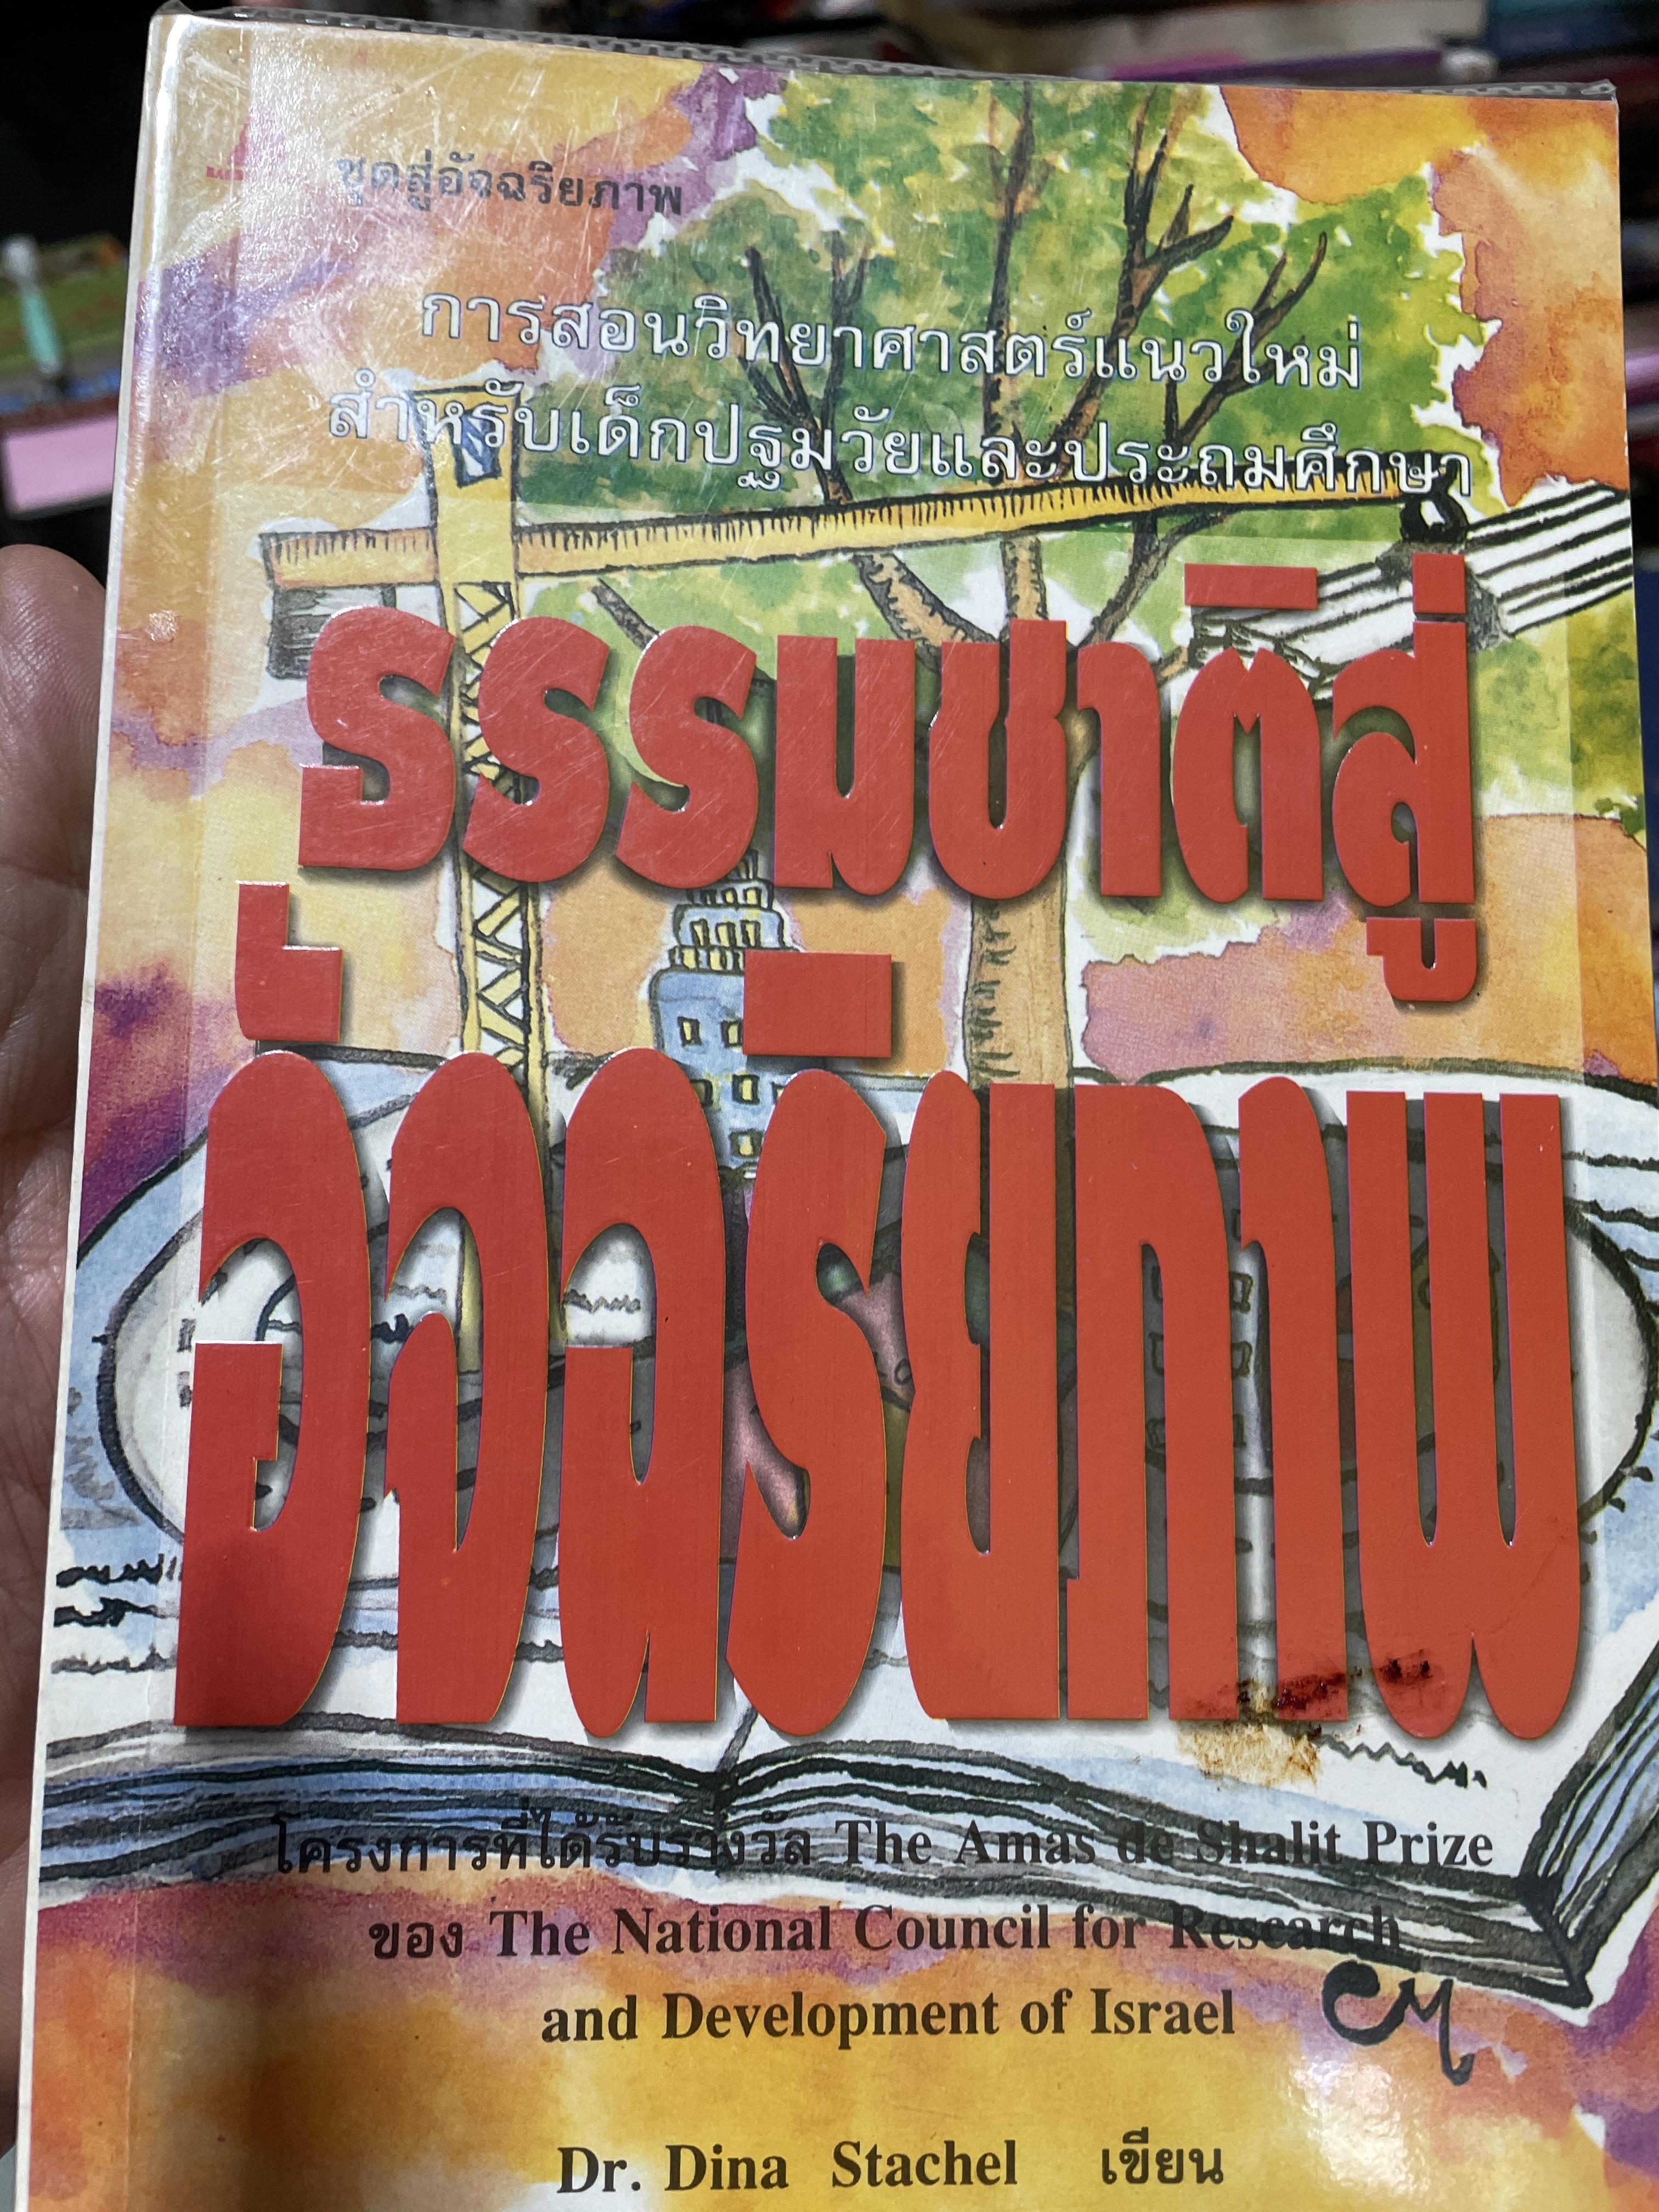 ชุดสู่อัจฉริยภาพ
การสอนวิทยาศาสตร์แนวใหม่
สำหรับเด็กปฐมวัยและประถมศึกษา
ธรรมชาติสู่
อัจฉริยภาพ
โครงการที่ได้รับรางวัล The Amas de Shalit Prize
ของ The National Council for Research
and Development of Israel
CM
Dr. Dina Stachel เขียน